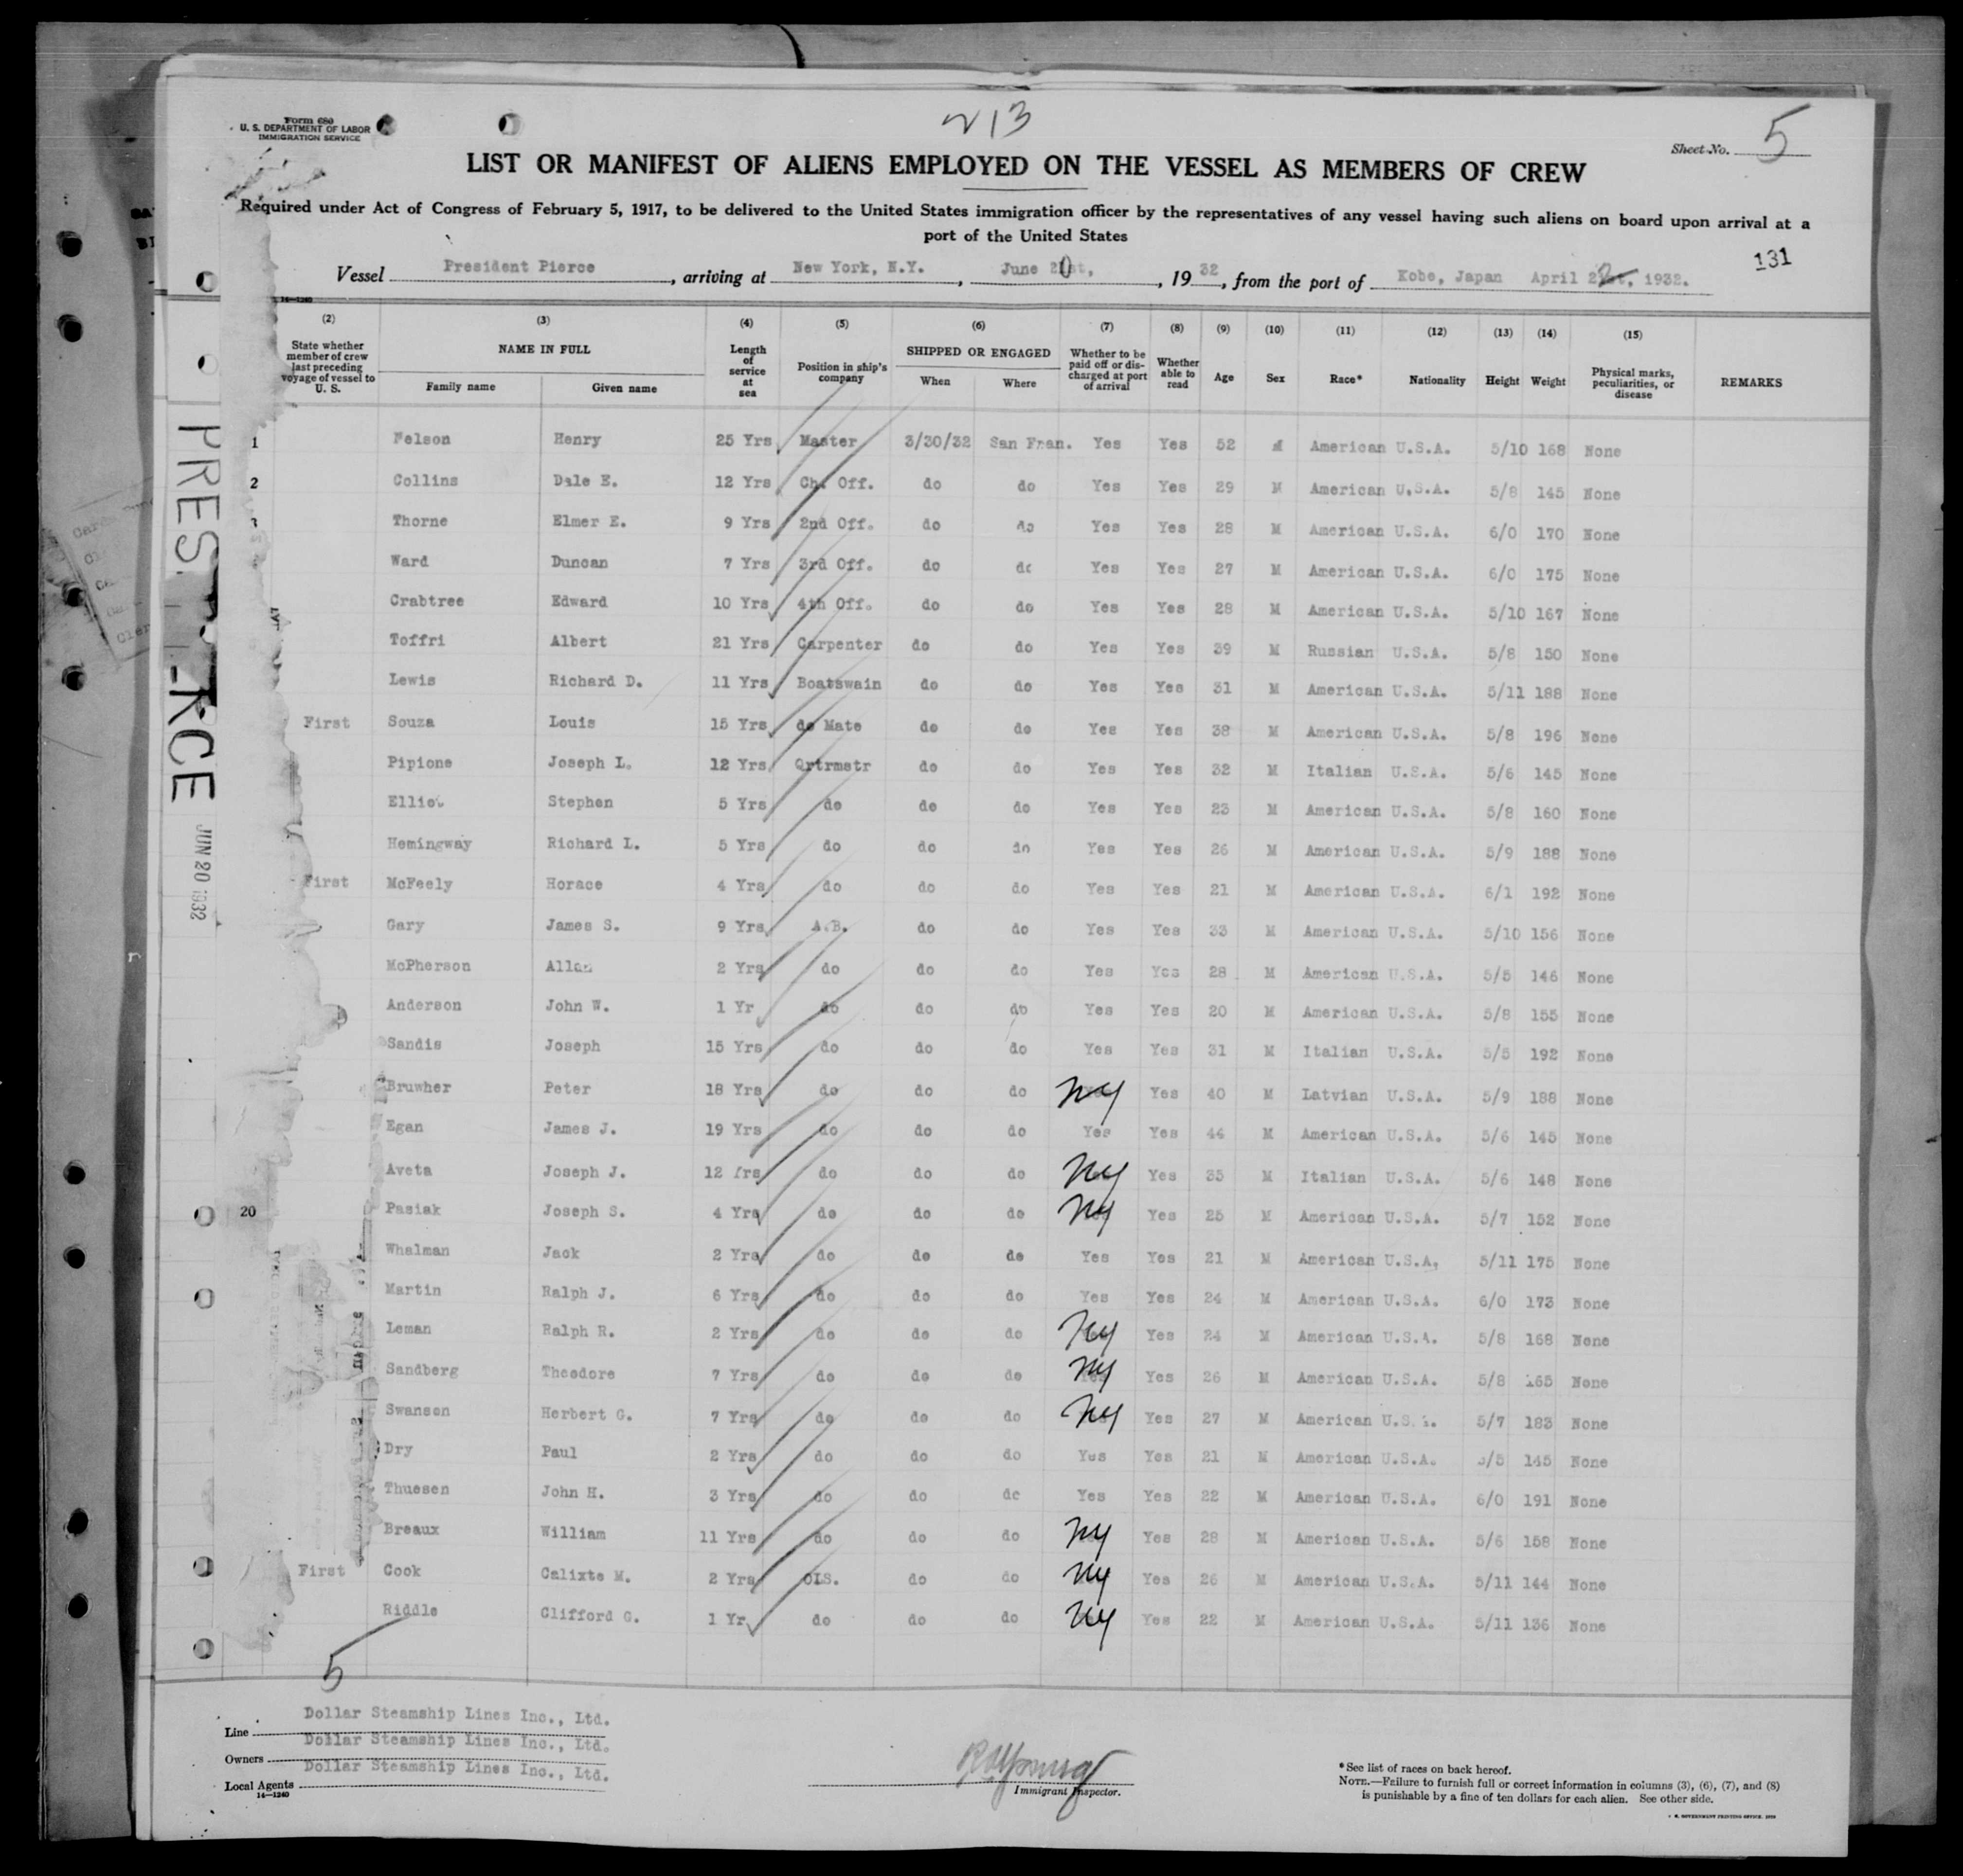 Form 680
U. S. DEPARTMENT OF LABOR
IMMIGRATION SERVICE
213
Sheet No. 5
LIST OR MANIFEST OF ALIENS EMPLOYED ON THE VESSEL AS MEMBERS OF CREW
Required under Act of Congress of February 5, 1917, to be delivered to the United States immigration officer by the representatives of any vessel having such aliens on board upon arrival at a
port of the United States
131
Vessel President Pierce, arriving at New York, N.Y., June 20, 1932, from the port of Kobe, Japan April 22, 1932.
14—1240
(2) (3) (4) (5) (6) (7) (8) (9) (10) (11) (12) (13) (14) (15)
State whether member of crew last preceding voyage of vessel to U. S. NAME IN FULL Family name Given name Length of service at sea Position in ship's company SHIPPED OR ENGAGED When Where Whether to be paid off or discharged at port of arrival Whether able to read Age Sex Race* Nationality Height Weight Physical marks, peculiarities, or disease REMARKS
1 Nelson Henry 25 Yrs Master 3/30/32 San Fran. Yes Yes 52 M American U.S.A. 5/10 168 None
2 Collins Dale E. 12 Yrs Ch. Off. do do Yes Yes 29 M American U.S.A. 5/8 145 None
3 Thorne Elmer E. 9 Yrs 2nd Off. do do Yes Yes 28 M American U.S.A. 6/0 170 None
Ward Duncan 7 Yrs 3rd Off. do do Yes Yes 27 M American U.S.A. 6/0 175 None
Crabtree Edward 10 Yrs 4th Off. do do Yes Yes 28 M American U.S.A. 5/10 167 None
Toffri Albert 21 Yrs Carpenter do do Yes Yes 39 M Russian U.S.A. 5/8 150 None
Lewis Richard D. 11 Yrs Boatswain do do Yes Yes 31 M American U.S.A. 5/11 188 None
First Souza Louis 15 Yrs do Mate do do Yes Yes 38 M American U.S.A. 5/8 196 None
Pipione Joseph L. 12 Yrs Qrtrmstr do do Yes Yes 32 M Italian U.S.A. 5/6 145 None
Stephen 5 Yrs do do do Yes Yes 23 M American U.S.A. 5/8 160 None
Hemingway Richard L. 5 Yrs do do do Yes Yes 26 M American U.S.A. 5/9 188 None
First McFeely Horace 4 Yrs do do do Yes Yes 21 M American U.S.A. 6/1 192 None
Gary James S. 9 Yrs A.B. do do Yes Yes 33 M American U.S.A. 5/10 156 None
McPherson Allan 2 Yrs do do do Yes Yes 28 M American U.S.A. 5/5 146 None
Anderson John W. 1 Yr do do do Yes Yes 20 M American U.S.A. 5/8 155 None
Sandis Joseph 15 Yrs do do do Yes Yes 31 M Italian U.S.A. 5/5 192 None
Bruwher Peter 18 Yrs do do do NY Yes 40 M Latvian U.S.A. 5/9 188 None
Egan James J. 19 Yrs do do do Yes Yes 44 M American U.S.A. 5/6 145 None
Aveta Joseph J. 12 Yrs do do do NY Yes 35 M Italian U.S.A. 5/6 148 None
20 Pasiak Joseph S. 4 Yrs do do do NY Yes 25 M American U.S.A. 5/7 152 None
Whalman Jack 2 Yrs do do do Yes Yes 21 M American U.S.A. 5/11 175 None
Martin Ralph J. 6 Yrs do do do Yes Yes 24 M American U.S.A. 6/0 173 None
Leman Ralph R. 2 Yrs do do do NY Yes 24 M American U.S.A. 5/8 168 None
Sandberg Theodore 7 Yrs do do do NY Yes 26 M American U.S.A. 5/8 165 None
Swanson Herbert G. 7 Yrs do do do NY Yes 27 M American U.S.A. 5/7 183 None
Dry Paul 2 Yrs do do do Yes Yes 21 M American U.S.A. 5/5 145 None
Thuesen John H. 3 Yrs do do do Yes Yes 22 M American U.S.A. 6/0 191 None
Breaux William 11 Yrs do do do NY Yes 28 M American U.S.A. 5/6 158 None
First Cook Calixte M. 2 Yrs O.S. do do NY Yes 26 M American U.S.A. 5/11 144 None
Riddle Clifford G. 1 Yr do do do NY Yes 22 M American U.S.A. 5/11 136 None
5
PRES.
RCE
JUN 20 1932
Line Dollar Steamship Lines Inc., Ltd.
Owners Dollar Steamship Lines Inc., Ltd.
Local Agents Dollar Steamship Lines Inc., Ltd.
14—1240
Immigrant Inspector.
*See list of races on back hereof.
NOTE.—Failure to furnish full or correct information in columns (3), (6), (7), and (8)
is punishable by a fine of ten dollars for each alien. See other side.